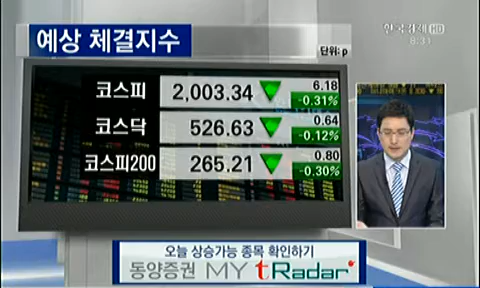 예상 체결지수
한국경제 HD
8:31
단위: p
코스피 2,003.34 ▼ 6.18 -0.31%
코스닥 526.63 ▼ 0.64 -0.12%
코스피200 265.21 ▼ 0.80 -0.30%
오늘 상승가능 종목 확인하기
동양증권 MY tRadar